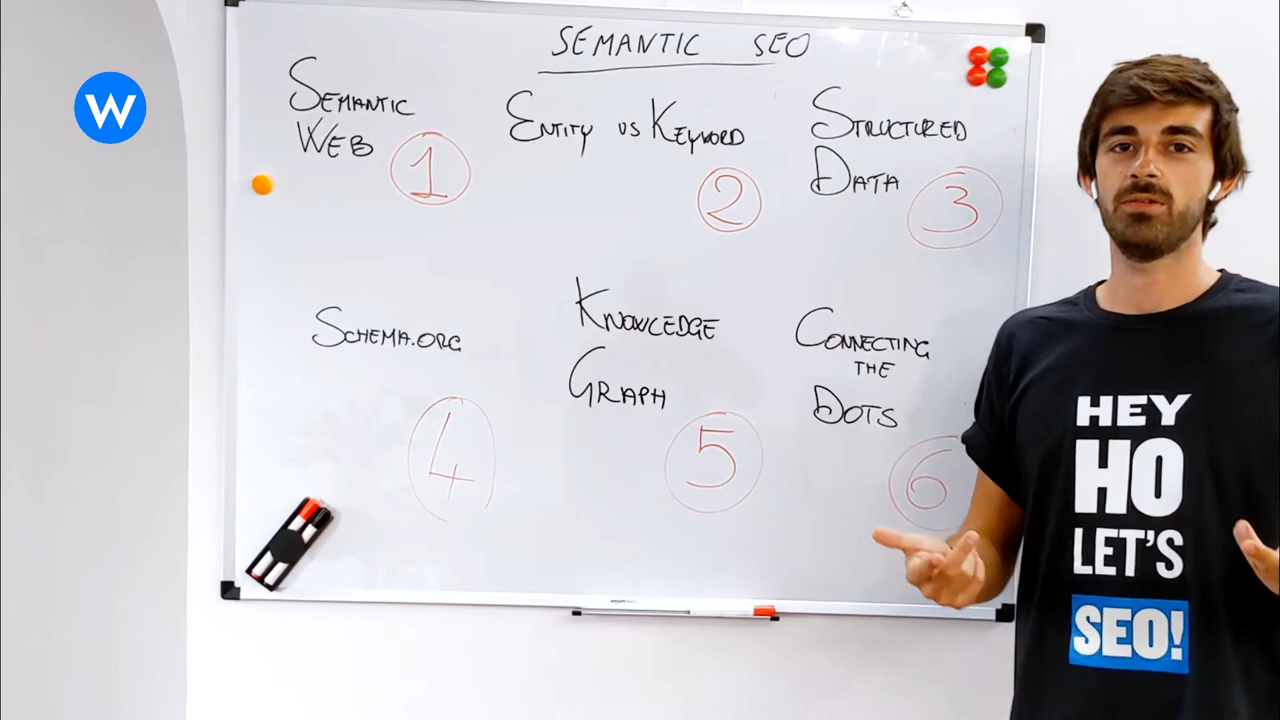 W
SEMANTIC SEO
SEMANTIC
WEB
1
ENTITY vs KEYWORD
2
STRUCTURED
DATA
3
SCHEMA.ORG
4
KNOWLEDGE
GRAPH
5
CONNECTING
THE
DOTS
6
HEY
HO
LET'S
SEO!